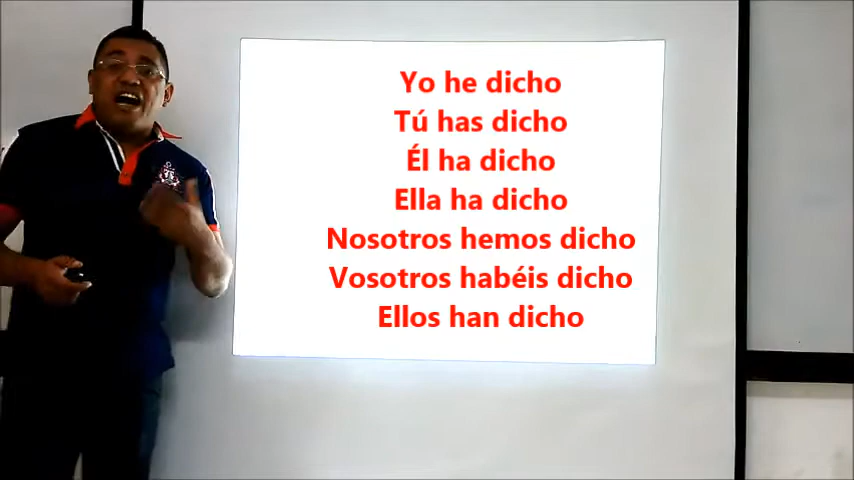 Yo he dicho
Tú has dicho
Él ha dicho
Ella ha dicho
Nosotros hemos dicho
Vosotros habéis dicho
Ellos han dicho